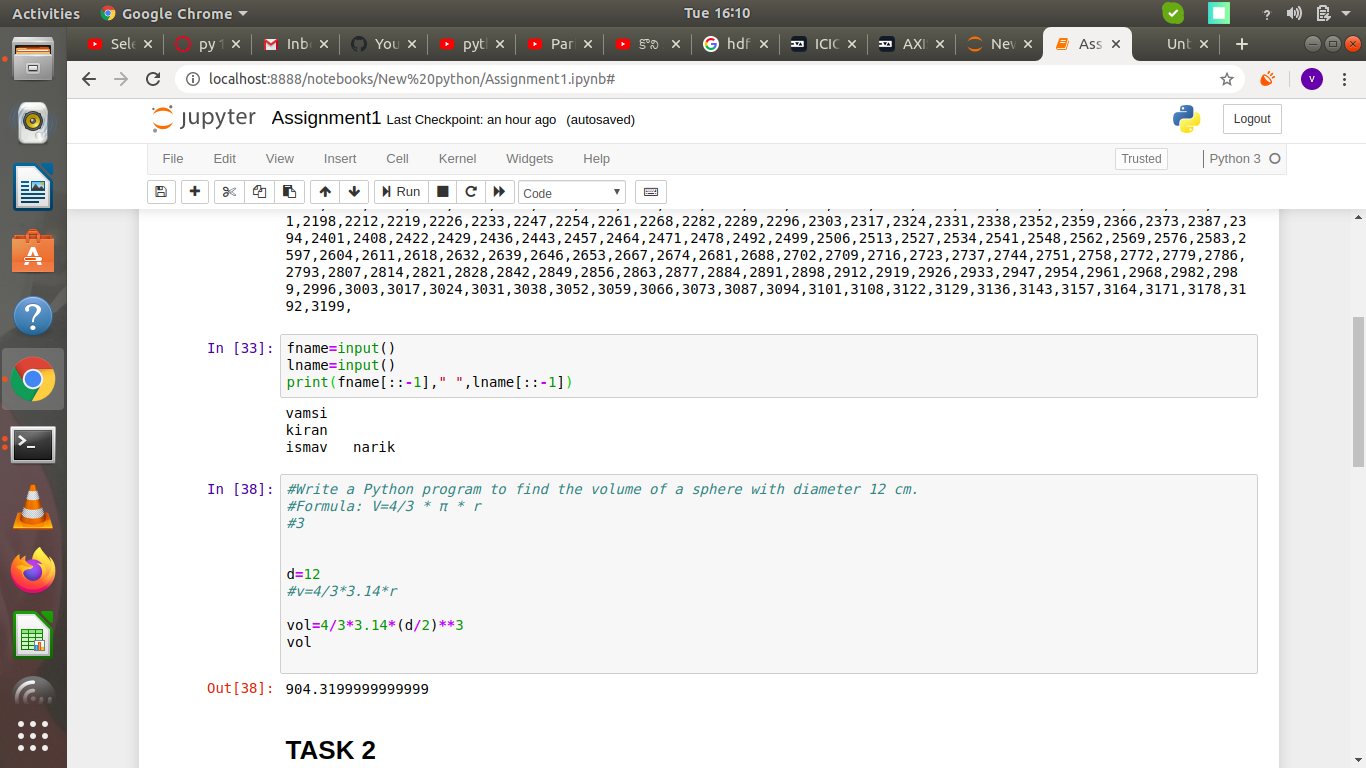 Activities Google Chrome Tue 16:10 ?
Sele py 1 Inb You pyt Par కొవి hdf ICIC AXI New Ass Unt
localhost:8888/notebooks/New%20python/Assignment1.ipynb# V
jupyter Assignment1 Last Checkpoint: an hour ago (autosaved) Logout
File Edit View Insert Cell Kernel Widgets Help Trusted Python 3
Run Code
1,2198,2212,2219,2226,2233,2247,2254,2261,2268,2282,2289,2296,2303,2317,2324,2331,2338,2352,2359,2366,2373,2387,23
94,2401,2408,2422,2429,2436,2443,2457,2464,2471,2478,2492,2499,2506,2513,2527,2534,2541,2548,2562,2569,2576,2583,2
597,2604,2611,2618,2632,2639,2646,2653,2667,2674,2681,2688,2702,2709,2716,2723,2737,2744,2751,2758,2772,2779,2786,
2793,2807,2814,2821,2828,2842,2849,2856,2863,2877,2884,2891,2898,2912,2919,2926,2933,2947,2954,2961,2968,2982,298
9,2996,3003,3017,3024,3031,3038,3052,3059,3066,3073,3087,3094,3101,3108,3122,3129,3136,3143,3157,3164,3171,3178,31
92,3199,
In [33]: fname=input()
lname=input()
print(fname[::-1]," ",lname[::-1])
vamsi
kiran
ismav   narik
In [38]: #Write a Python program to find the volume of a sphere with diameter 12 cm.
#Formula: V=4/3 * π * r
#3
d=12
#v=4/3*3.14*r
vol=4/3*3.14*(d/2)**3
vol
Out[38]: 904.3199999999999
TASK 2